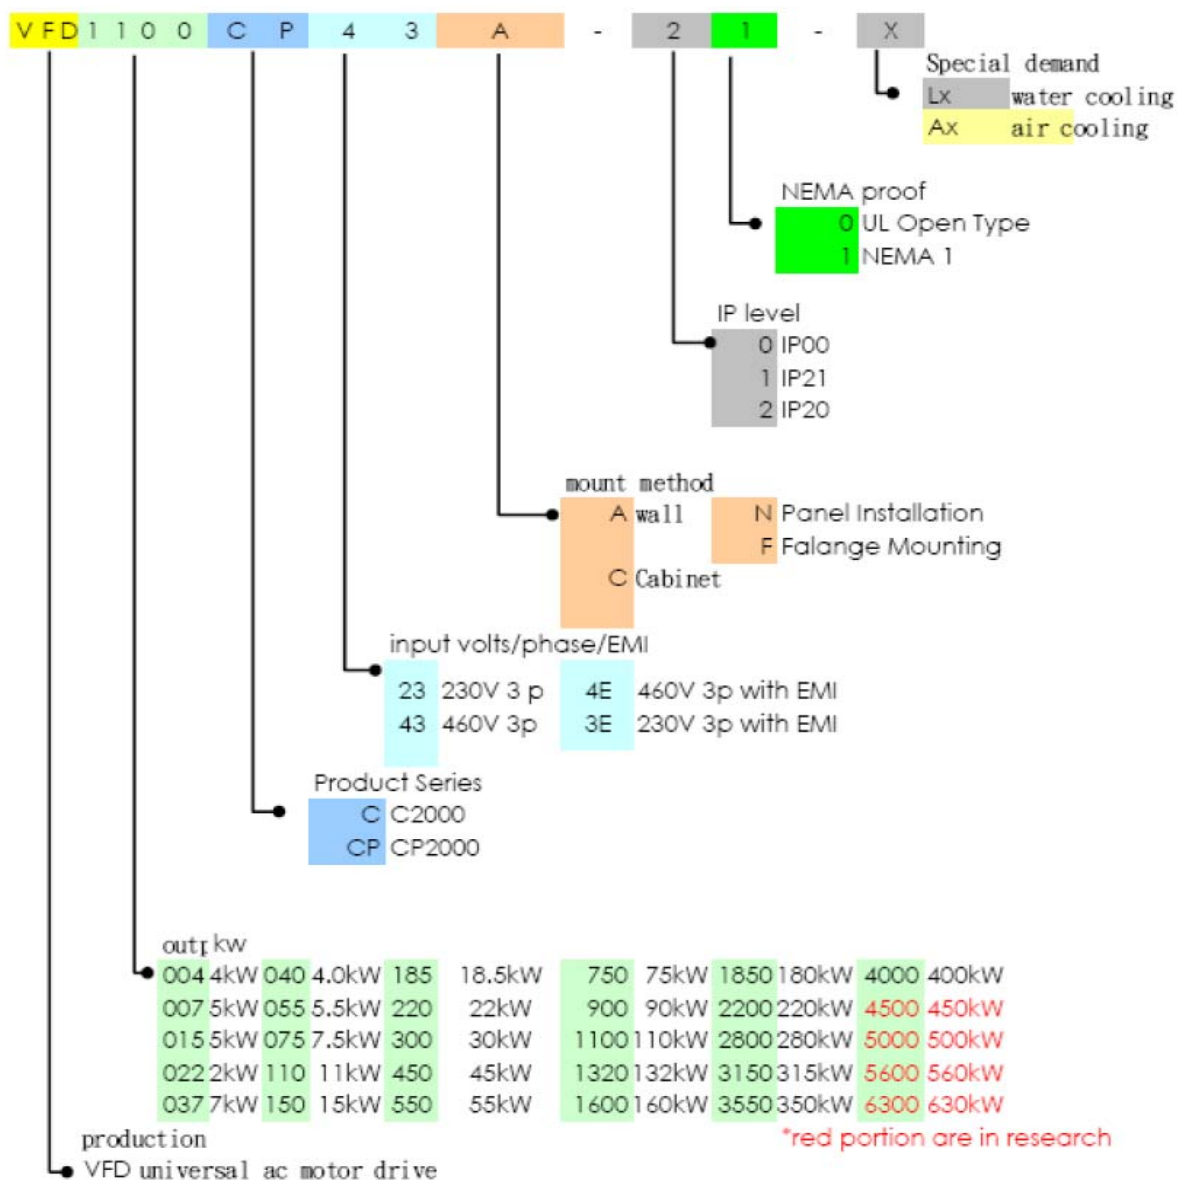 VFD1100 CP 43 A - 2 1 - X
Special demand
Lx water cooling
Ax air cooling
NEMA proof
0 UL Open Type
1 NEMA 1
IP level
0 IP00
1 IP21
2 IP20
mount method
A wall N Panel Installation
F Falange Mounting
C Cabinet
input volts/phase/EMI
23 230V 3 p 4E 460V 3p with EMI
43 460V 3p 3E 230V 3p with EMI
Product Series
C C2000
CP CP2000
kw
004 4kW 040 4.0kW 185 18.5kW 750 75kW 1850 180kW 4000 400kW
007 5kW 055 5.5kW 220 22kW 900 90kW 2200 220kW 4500 450kW
015 5kW 075 7.5kW 300 30kW 1100 110kW 2800 280kW 5000 500kW
022 2kW 110 11kW 450 45kW 1320 132kW 3150 315kW 5600 560kW
037 7kW 150 15kW 550 55kW 1600 160kW 3550 350kW 6300 630kW
production
*red portion are in research
VFD universal ac motor drive